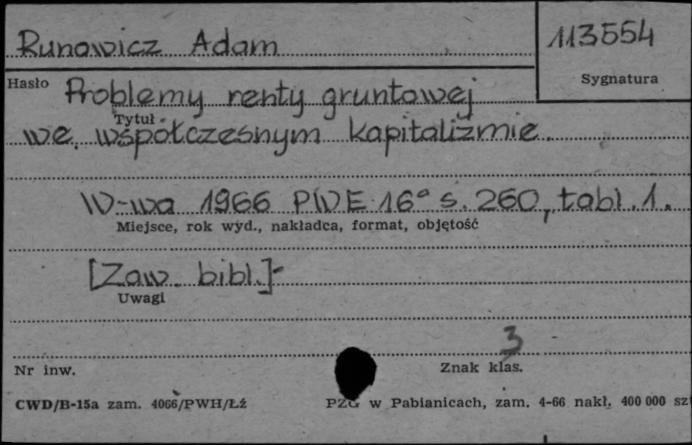 Runowicz Adam
113554
Hasło
Sygnatura
Problemy renty gruntowej
Tytuł
we współczesnym kapitalizmie.
W-wa 1966 PWE 16° s. 260, tabl. 1.
Miejsce, rok wyd., nakładca, format, objętość
[Zaw. bibl.]-
Uwagi
3
Nr inw.
Znak klas.
CWD/B-15a zam. 4066/PWH/Łź
PZG w Pabianicach, zam. 4-66 nakł. 400 000 sz